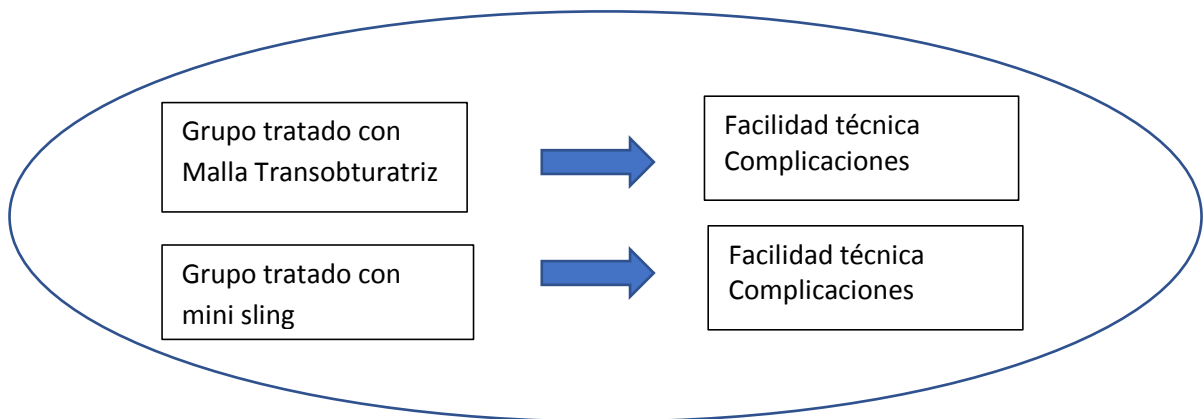 Grupo tratado con
Malla Transobturatriz
Facilidad técnica
Complicaciones
Grupo tratado con
mini sling
Facilidad técnica
Complicaciones